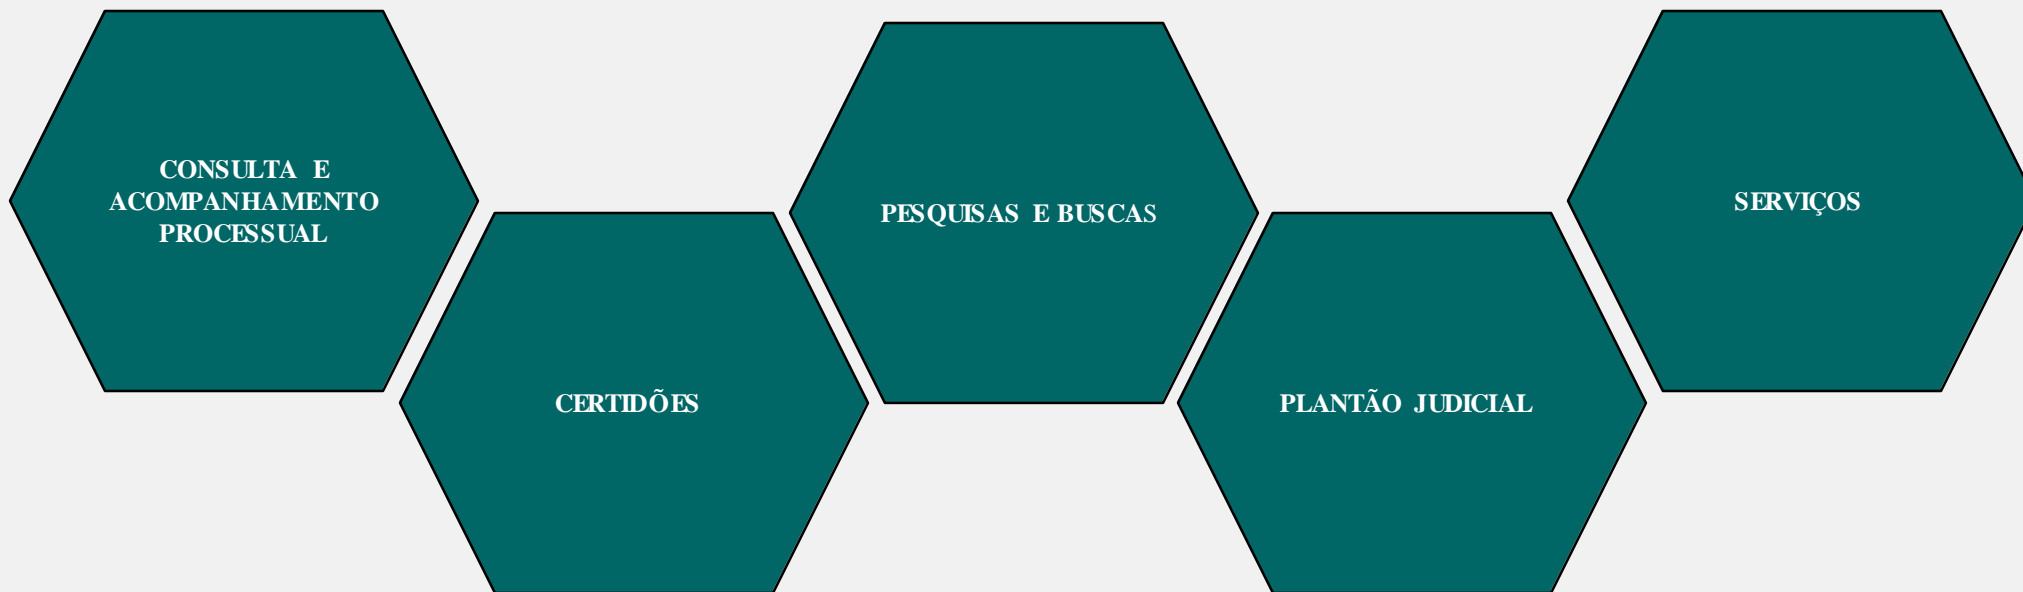 CONSULTA E
ACOMPANHAMENTO
PROCESSUAL
CERTIDÕES
PESQUISAS E BUSCAS
PLANTÃO JUDICIAL
SERVIÇOS